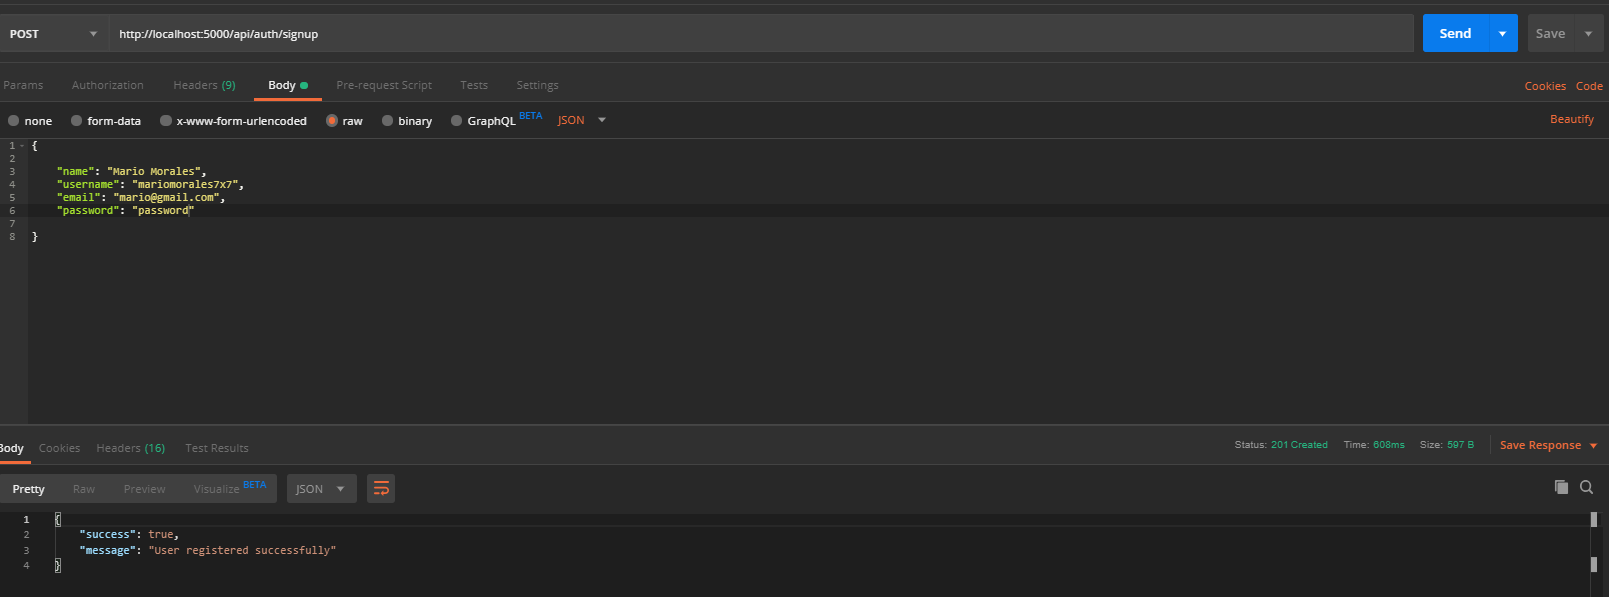 POST http://localhost:5000/api/auth/signup Send Save
Params Authorization Headers (9) Body Pre-request Script Tests Settings Cookies Code
none form-data x-www-form-urlencoded raw binary GraphQL BETA JSON Beautify
1 {
2
3 "name": "Mario Morales",
4 "username": "mariomorales7x7",
5 "email": "mario@gmail.com",
6 "password": "password"
7
8 }
Body Cookies Headers (16) Test Results Status: 201 Created Time: 608ms Size: 597 B Save Response
Pretty Raw Preview Visualize BETA JSON
1 {
2 "success": true,
3 "message": "User registered successfully"
4 }